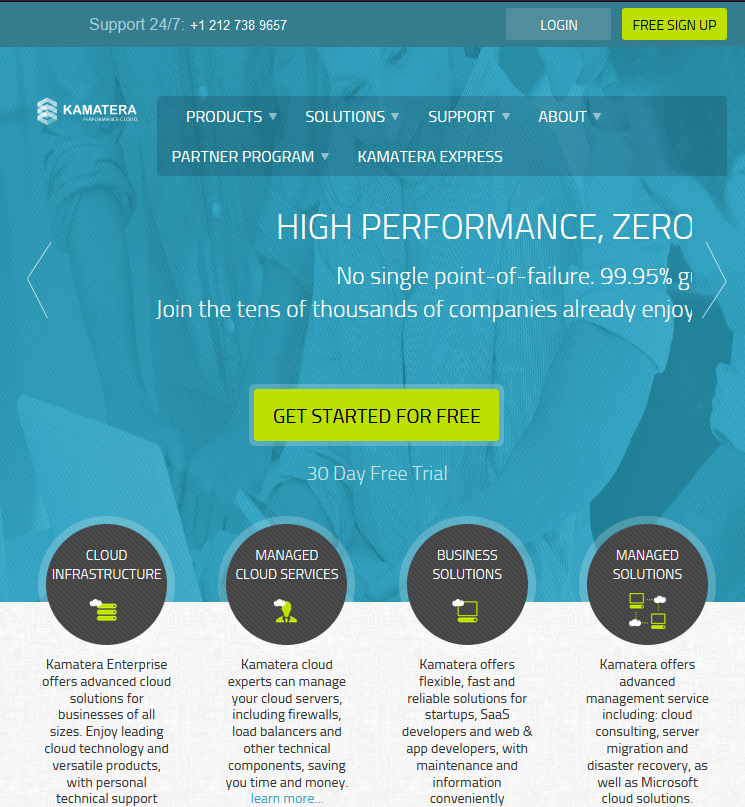 Support 24/7: +1 212 738 9657
LOGIN
FREE SIGN UP
KAMATERA
PERFORMANCE CLOUD
PRODUCTS
SOLUTIONS
SUPPORT
ABOUT
PARTNER PROGRAM
KAMATERA EXPRESS
HIGH PERFORMANCE, ZERO
No single point-of-failure. 99.95%
Join the tens of thousands of companies already enjoy
GET STARTED FOR FREE
30 Day Free Trial
CLOUD
INFRASTRUCTURE
Kamatera Enterprise
offers advanced cloud
solutions for
businesses of all
sizes. Enjoy leading
cloud technology and
versatile products,
with personal
technical support
MANAGED
CLOUD SERVICES
Kamatera cloud
experts can manage
your cloud servers,
including firewalls,
load balancers and
other technical
components, saving
you time and money.
learn more...
BUSINESS
SOLUTIONS
Kamatera offers
flexible, fast and
reliable solutions for
startups, SaaS
developers and web &
app developers, with
maintenance and
information
conveniently
MANAGED
SOLUTIONS
Kamatera offers
advanced
management service
including: cloud
consulting, server
migration and
disaster recovery, as
well as Microsoft
cloud solutions.